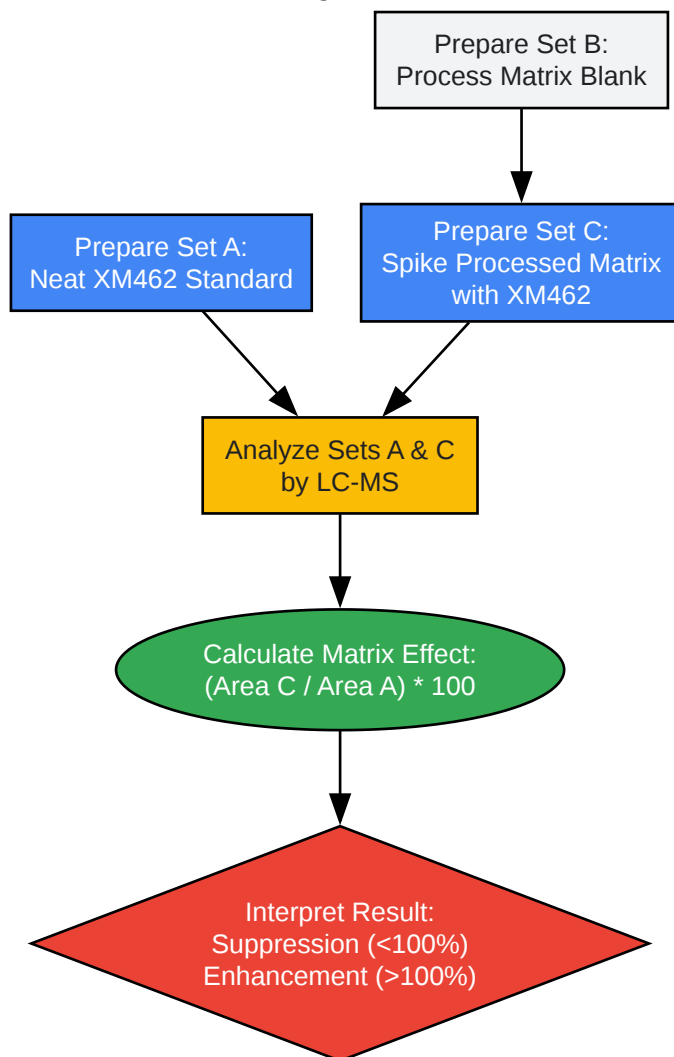 Prepare Set B:
Process Matrix Blank
Prepare Set A:
Neat XM462 Standard
Prepare Set C:
Spike Processed Matrix
with XM462
Analyze Sets A & C
by LC-MS
Calculate Matrix Effect:
(Area C / Area A) * 100
Interpret Result:
Suppression (<100%)
Enhancement (>100%)